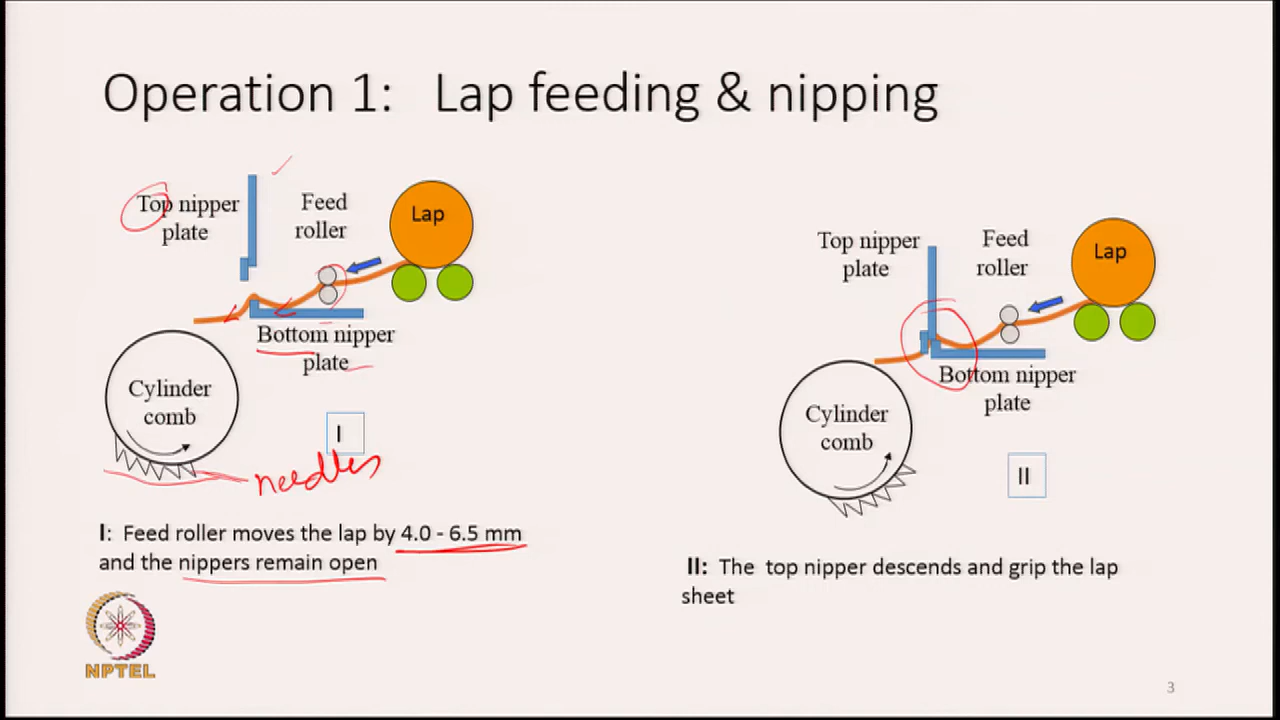 Operation 1: Lap feeding & nipping
Top nipper
plate
Feed
roller
Lap
Bottom nipper
plate
Cylinder
comb
I
needles
I: Feed roller moves the lap by 4.0 - 6.5 mm
and the nippers remain open
Top nipper
plate
Feed
roller
Lap
Bottom nipper
plate
Cylinder
comb
II
II: The top nipper descends and grip the lap
sheet
NPTEL
3